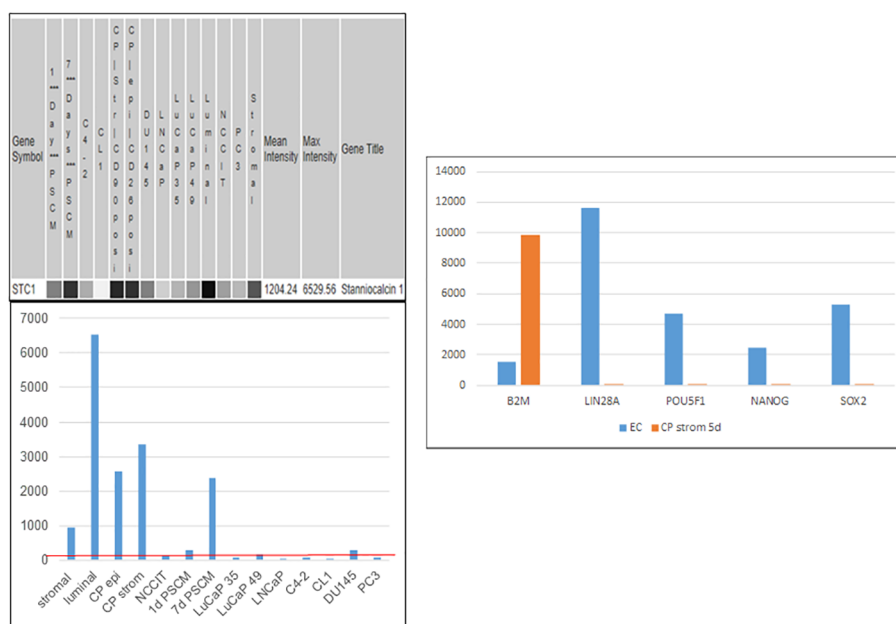 Gene Symbol
1***Day***PSCM
7***Days***PSCM
C4-2
CL1
CP|Str|CD90posi
CP|epi|CD26posi
DU145
LNCaP
LuCaP35
LuCaP49
Luminal
NCCIT
PC3
Stromal
Mean Intensity
Max Intensity
Gene Title
STC1 1204.24 6529.56 Stanniocalcin 1
7000
6000
5000
4000
3000
2000
1000
0
stromal
luminal
CP epi
CP strom
NCCIT
1d PSCM
7d PSCM
LuCaP 35
LuCaP 49
LNCaP
C4-2
CL1
DU145
PC3
14000
12000
10000
8000
6000
4000
2000
0
B2M LIN28A POU5F1 NANOG SOX2
EC CP strom 5d